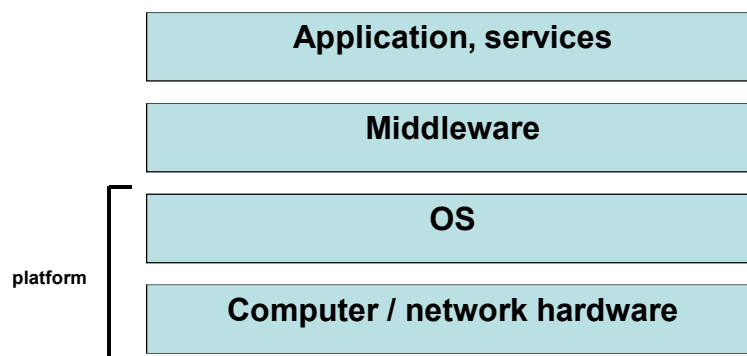 Application, services
Middleware
OS
platform
Computer / network hardware